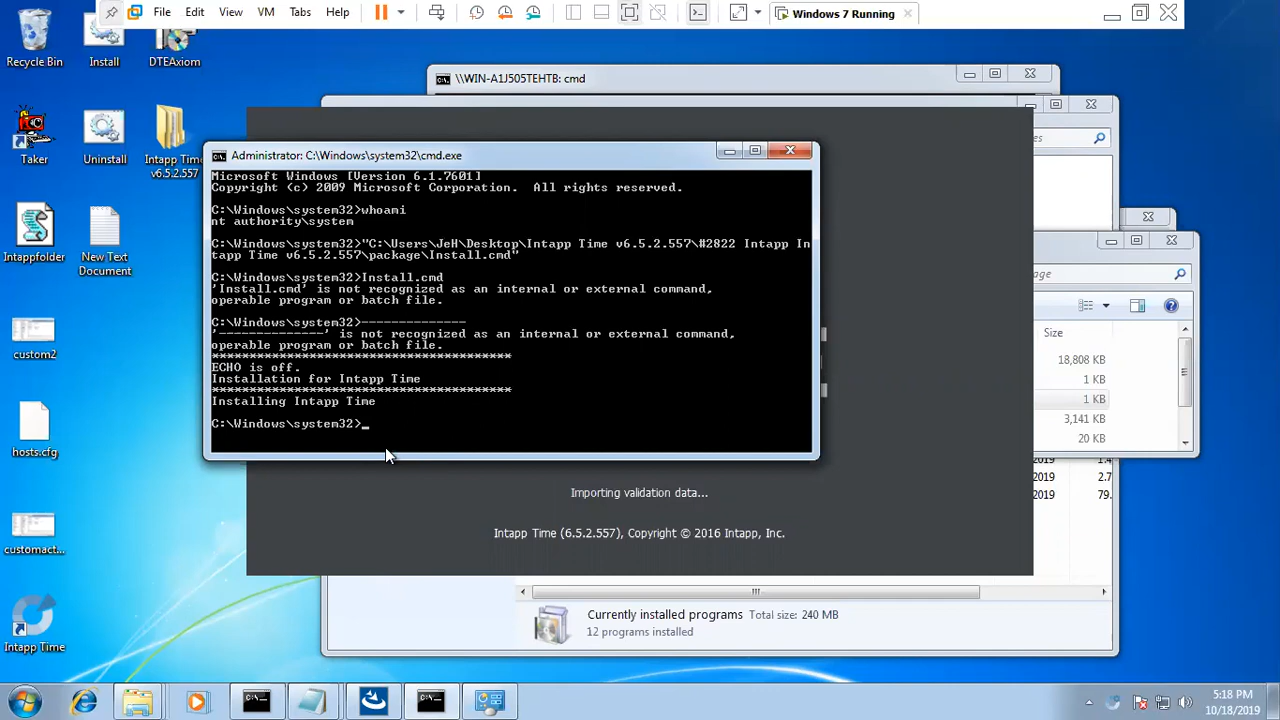 File Edit View VM Tabs Help
Windows 7 Running
Recycle Bin
Install
DTEAxiom
Taker
Uninstall
Intapp Time
v6.5.2.557
Intappfolder
New Text
Document
custom2
hosts.cfg
customact...
Intapp Time
\\WIN-A1J505TEHTB: cmd
Administrator: C:\Windows\system32\cmd.exe
Microsoft Windows [Version 6.1.7601]
Copyright (c) 2009 Microsoft Corporation.  All rights reserved.
C:\Windows\system32>whoami
nt authority\system
C:\Windows\system32>"C:\Users\JeH\Desktop\Intapp Time v6.5.2.557\#2822 Intapp In
tapp Time v6.5.2.557\package\Install.cmd"
C:\Windows\system32>Install.cmd
'Install.cmd' is not recognized as an internal or external command,
operable program or batch file.
C:\Windows\system32>--------------
'--------------' is not recognized as an internal or external command,
operable program or batch file.
****************************************
ECHO is off.
Installation for Intapp Time
****************************************
Installing Intapp Time
C:\Windows\system32>_
Importing validation data...
Intapp Time (6.5.2.557), Copyright © 2016 Intapp, Inc.
es
age
Size
18,808 KB
1 KB
1 KB
3,141 KB
20 KB
2019 1.4
2019 2.7
2019 79.
Currently installed programs Total size: 240 MB
12 programs installed
5:18 PM
10/18/2019